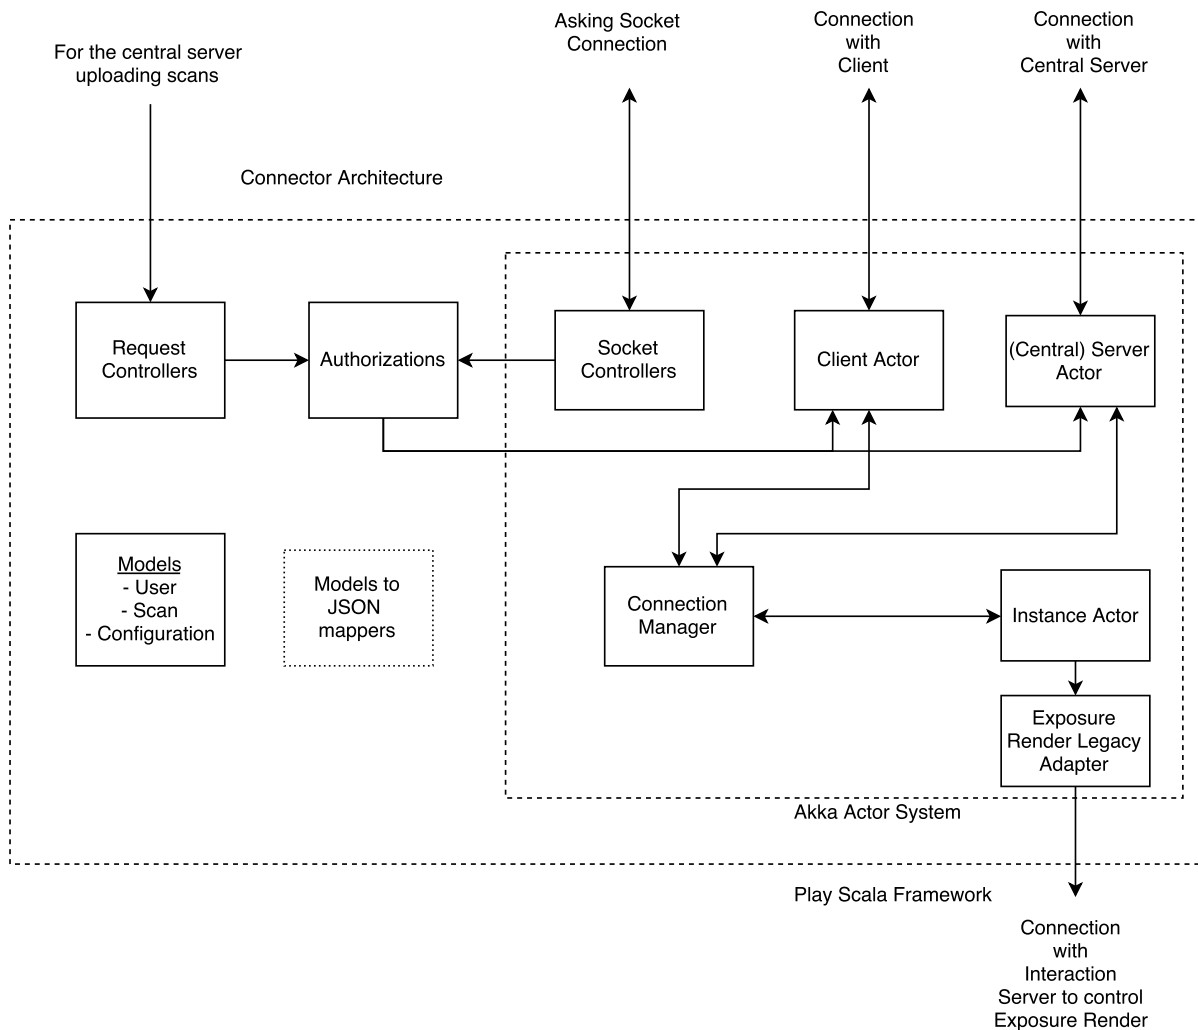 Asking Socket
Connection
Connection
with
Client
Connection
with
Central Server
For the central server
uploading scans
Connector Architecture
Request
Controllers
Authorizations
Socket
Controllers
Client Actor
(Central) Server
Actor
Models
- User
- Scan
- Configuration
Models to
JSON
mappers
Connection
Manager
Instance Actor
Exposure
Render Legacy
Adapter
Akka Actor System
Play Scala Framework
Connection
with
Interaction
Server to control
Exposure Render